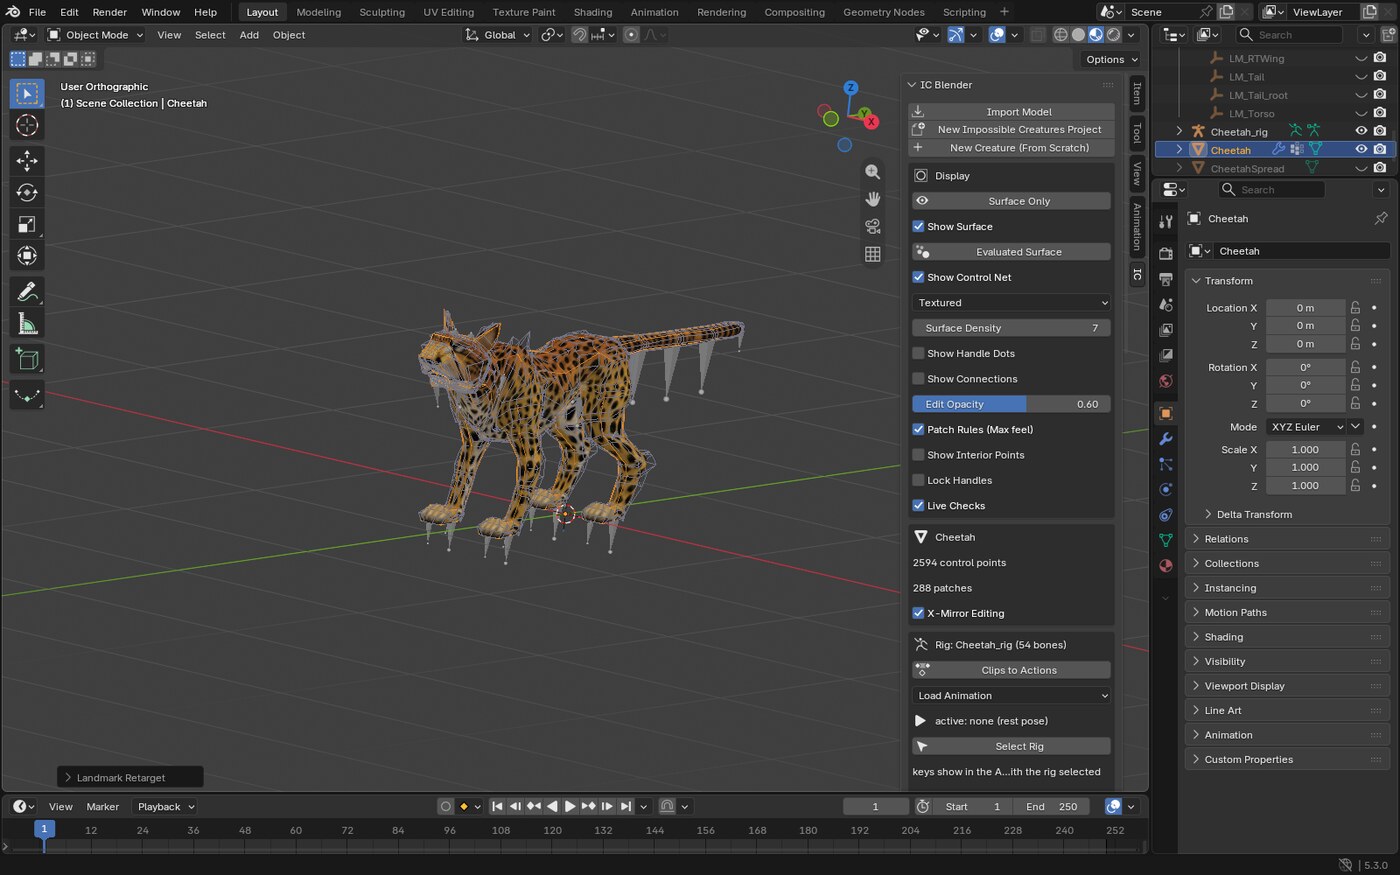 File Edit Render Window Help Layout Modeling Sculpting UV Editing Texture Paint Shading Animation Rendering Compositing Geometry Nodes Scripting + Scene ViewLayer
Object Mode View Select Add Object Global Search
Options
User Orthographic
(1) Scene Collection | Cheetah
Z
Y
X
IC Blender
Import Model
New Impossible Creatures Project
New Creature (From Scratch)
Display
Surface Only
Show Surface
Evaluated Surface
Show Control Net
Textured
Surface Density 7
Show Handle Dots
Show Connections
Edit Opacity 0.60
Patch Rules (Max feel)
Show Interior Points
Lock Handles
Live Checks
Cheetah
2594 control points
288 patches
X-Mirror Editing
Rig: Cheetah_rig (54 bones)
Clips to Actions
Load Animation
active: none (rest pose)
Select Rig
keys show in the A...ith the rig selected
Item
Tool
View
Animation
IC
LM_RTWing
LM_Tail
LM_Tail_root
LM_Torso
Cheetah_rig
Cheetah
CheetahSpread
Search
Cheetah
Cheetah
Transform
Location X 0 m
Y 0 m
Z 0 m
Rotation X 0°
Y 0°
Z 0°
Mode XYZ Euler
Scale X 1.000
Y 1.000
Z 1.000
Delta Transform
Relations
Collections
Instancing
Motion Paths
Shading
Visibility
Viewport Display
Line Art
Animation
Custom Properties
Landmark Retarget
View Marker Playback 1 Start 1 End 250
1 12 24 36 48 60 72 84 96 108 120 132 144 156 168 180 192 204 216 228 240 252
5.3.0